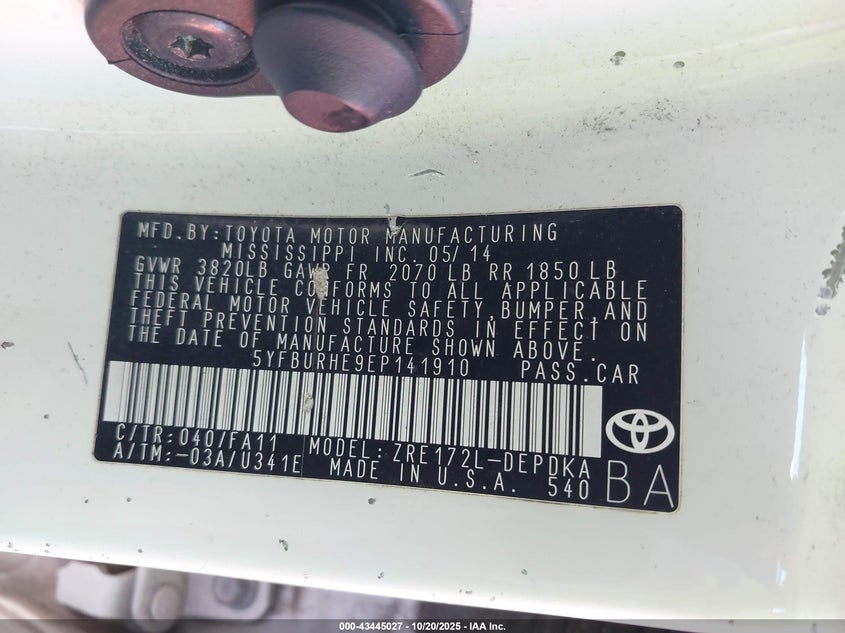 MFD.BY:TOYOTA MOTOR MANUFACTURING
MISSISSIPPI INC. 05/14
GVWR 3820LB GAWR FR 2070LB RR 1850LB
THIS VEHICLE CONFORMS TO ALL APPLICABLE
FEDERAL MOTOR VEHICLE SAFETY,BUMPER,AND
THEFT PREVENTION STANDARDS IN EFFECT ON
THE DATE OF MANUFACTURE SHOWN ABOVE.
5YFBURHE9EP141910 PASS.CAR
C/TR:040/FA11 MODEL:ZRE172L-DEPDKA
A/TM:-03A/U341E MADE IN U.S.A. 540 BA
000-43445027 - 10/20/2025 - IAA Inc.